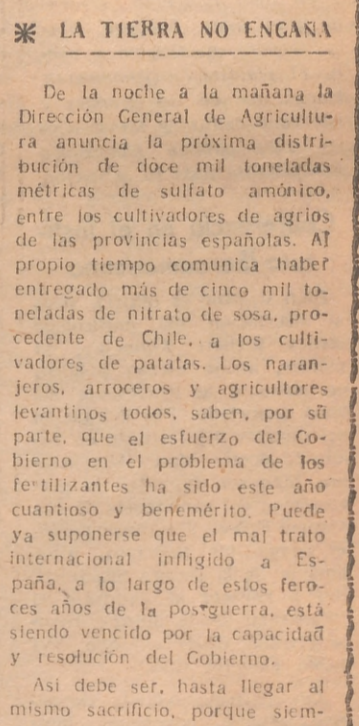 * LA TIERRA NO ENGAÑA
De la noche a la mañana la
Dirección General de Agricultu-
ra anuncia la próxima distri-
bución de doce mil toneladas
métricas de sulfato amónico,
entre los cultivadores de agrios
de las provincias españolas. Al
propio tiempo comunica haber
entregado más de cinco mil to-
neladas de nitrato de sosa, pro-
cedente de Chile, a los culti-
vadores de patatas. Los naran-
jeros, arroceros y agricultores
levantinos todos, saben, por su
parte, que el esfuerzo del Go-
bierno en el problema de los
fertilizantes ha sido este año
cuantioso y benemérito. Puede
ya suponerse que el mal trato
internacional infligido a Es-
paña, a lo largo de estos fero-
ces años de la posguerra, está
siendo vencido por la capacidad
y resolución del Gobierno.
Así debe ser, hasta llegar al
mismo sacrificio, porque siem-